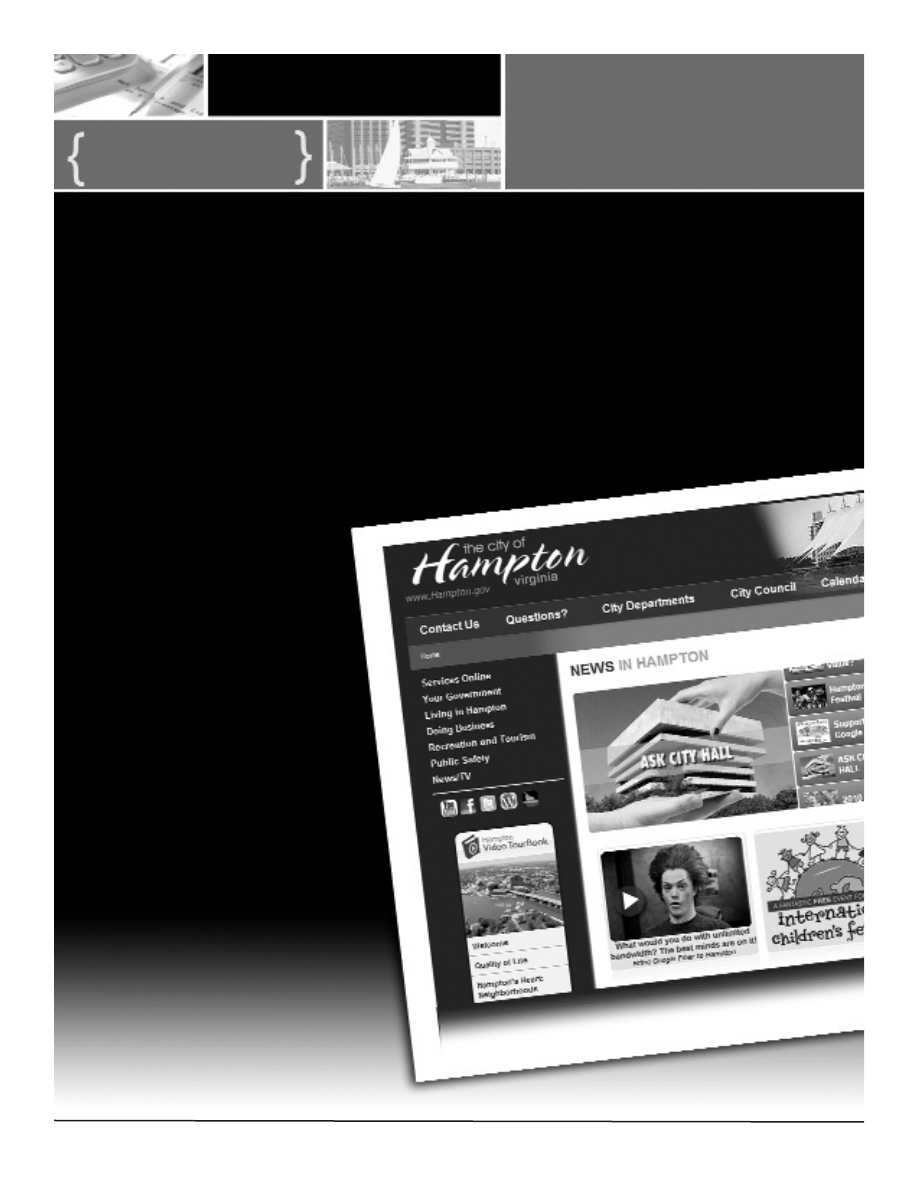 the city of
Hampton
virginia
www.Hampton.gov
Contact Us
Questions?
City Departments
City Council
Calenda
Home
Services Online
Your Government
Living in Hampton
Doing Business
Recreation and Tourism
Public Safety
News/TV
NEWS IN HAMPTON
ASK CITY HALL
Hampton
Festival
Support
Google
ASK CI
HALL
2010
Hampton
Video TourBook
Welcome
Quality of Life
Hampton's Heart:
Neighborhoods
What would you do with unlimited
bandwidth? The best minds are on it!
Bring Google Fiber to Hampton
A FANTASTIC FREE EVENT FOR
internatio
children's fe